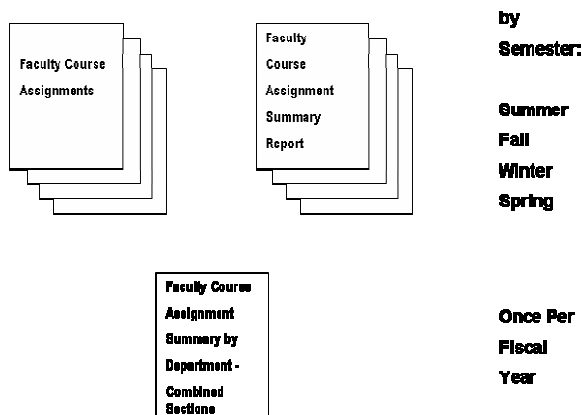 Faculty Course
Assignments
Faculty
Course
Assignment
Summary
Report
by
Semester:
Summer
Fall
Winter
Spring
Faculty Course
Assignment
Summary by
Department -
Combined
Sections
Once Per
Fiscal
Year